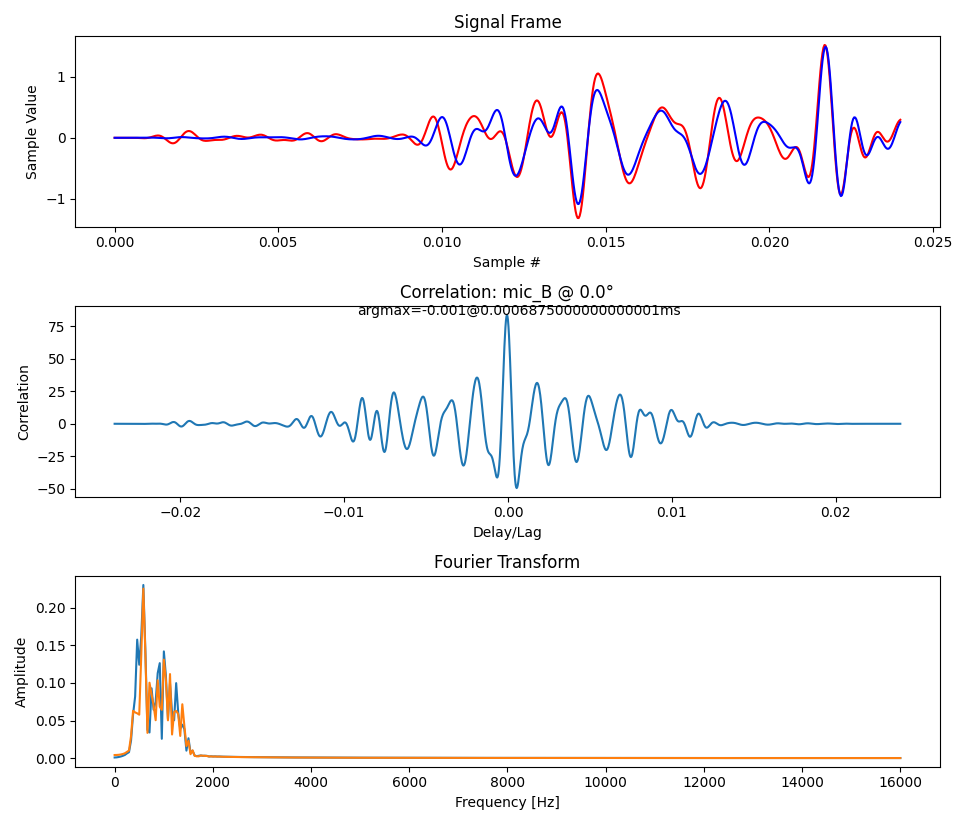 Signal Frame
Sample Value
1
0
−1
0.000 0.005 0.010 0.015 0.020 0.025
Sample #
Correlation: mic_B @ 0.0°
argmax=-0.001@0.0006875000000000001ms
Correlation
75
50
25
0
−25
−50
−0.02 −0.01 0.00 0.01 0.02
Delay/Lag
Fourier Transform
Amplitude
0.20
0.15
0.10
0.05
0.00
0 2000 4000 6000 8000 10000 12000 14000 16000
Frequency [Hz]